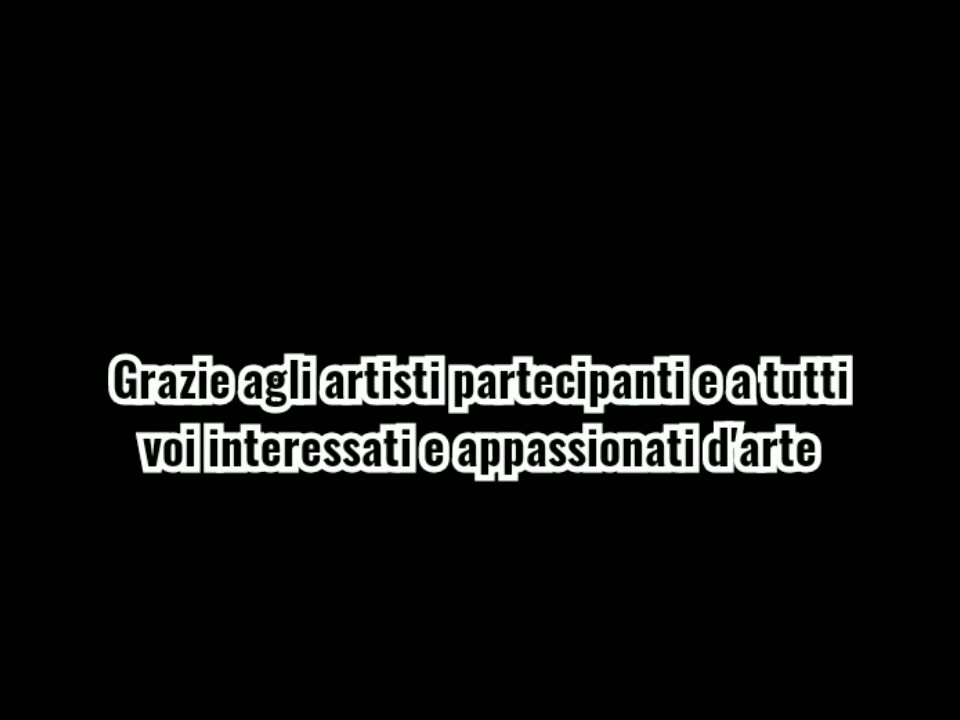 Grazie agli artisti partecipanti e a tutti
voi interessati e appassionati d'arte